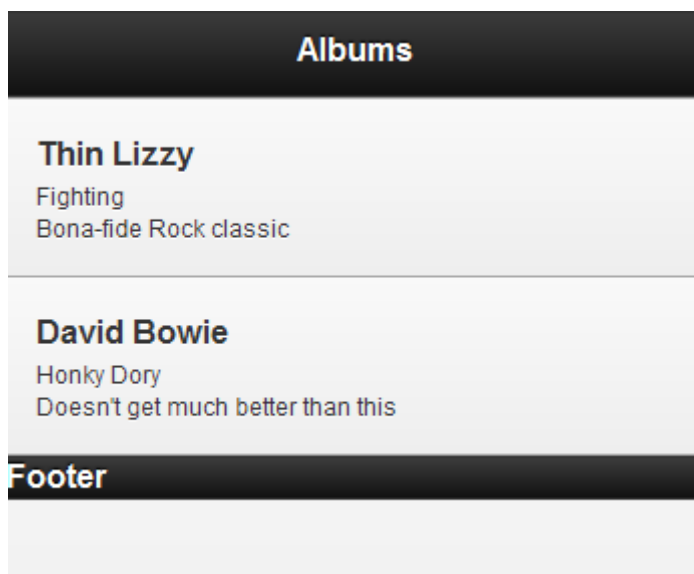 Albums
Thin Lizzy
Fighting
Bona-fide Rock classic
David Bowie
Honky Dory
Doesn't get much better than this
Footer